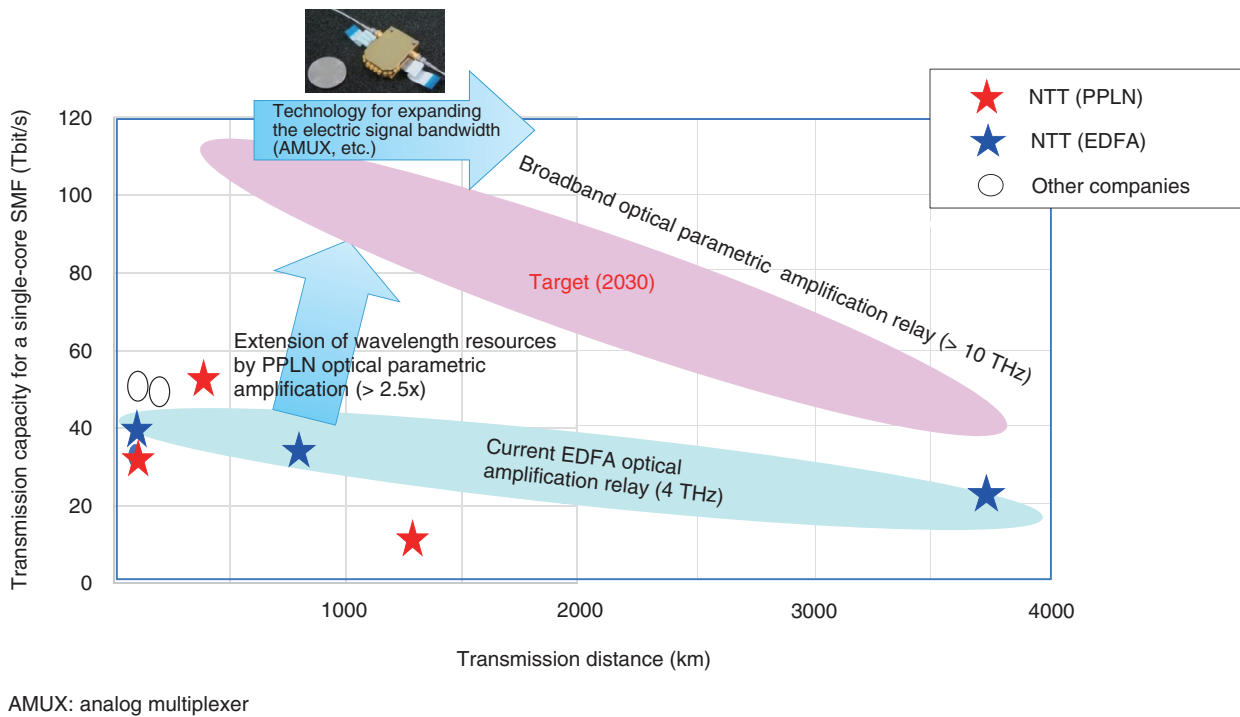 Technology for expanding
the electric signal bandwidth
(AMUX, etc.)
NTT (PPLN)
NTT (EDFA)
Other companies
Transmission capacity for a single-core SMF (Tbit/s)
120
100
80
60
40
20
0
Broadband optical parametric amplification relay (> 10 THz)
Target (2030)
Extension of wavelength resources
by PPLN optical parametric
amplification (> 2.5x)
Current EDFA optical
amplification relay (4 THz)
1000
2000
3000
4000
Transmission distance (km)
AMUX: analog multiplexer